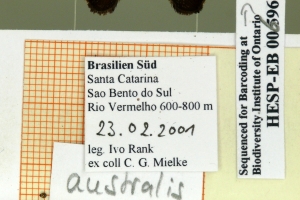 Brasilien Süd
Santa Catarina
Sao Bento do Sul
Rio Vermelho 600-800 m
23.02.2001
leg. Ivo Rank
ex coll C. G. Mielke
australis
Sequenced for Barcoding at
Biodiversity Institute of Ontario
HESP-EB